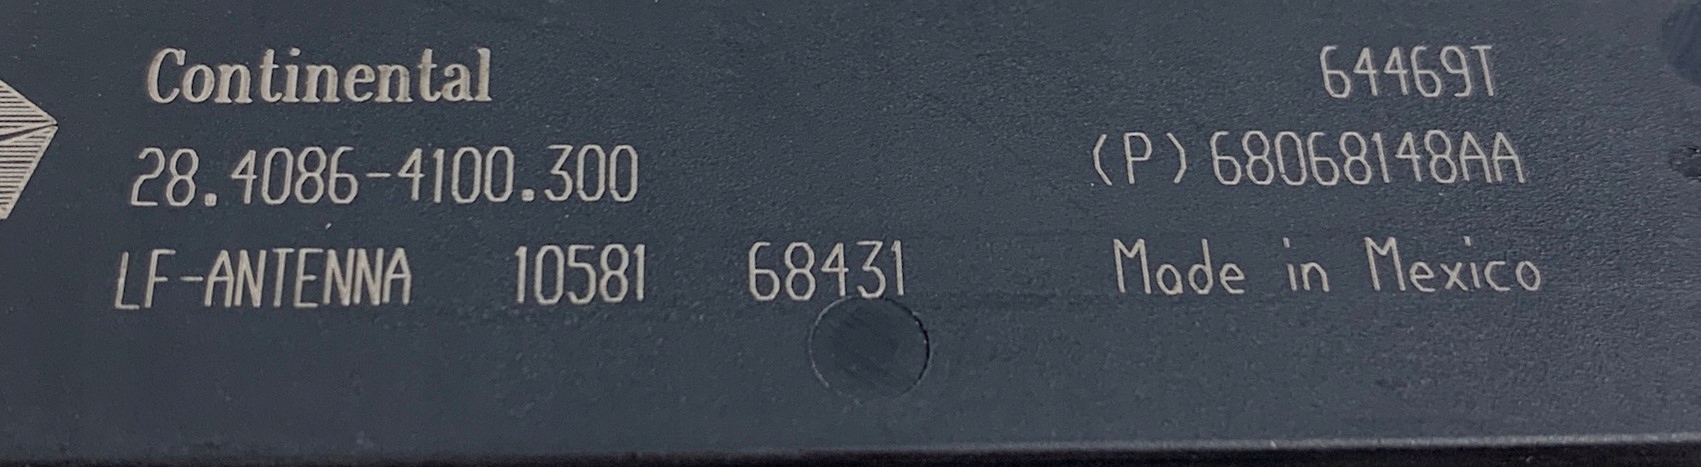 Continental 64469T
28.4086-4100.300 (P)68068148AA
LF-ANTENNA 10581 68431 Made in Mexico